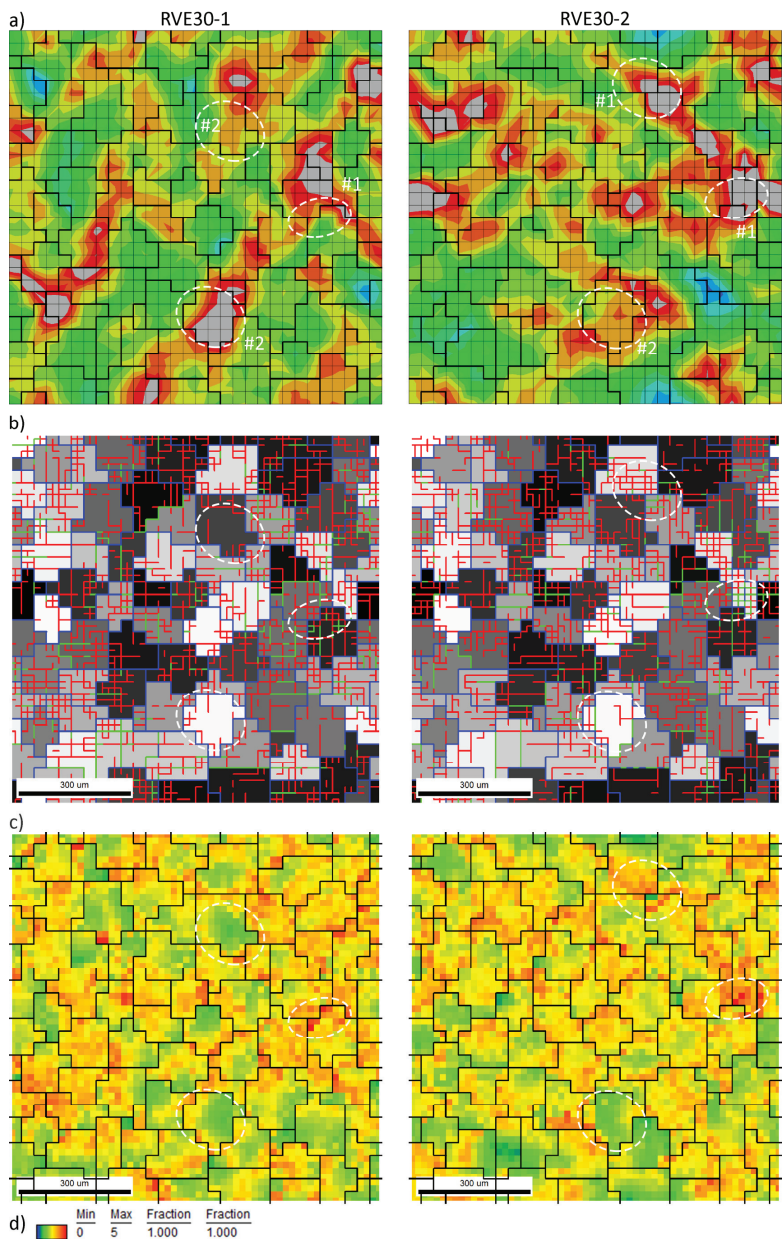 a) RVE30-1 RVE30-2
#2
#1
#2
#1
#1
#2
b)
300 um 300 um
c)
300 um 300 um
d) Min Max Fraction Fraction
0 5 1.000 1.000